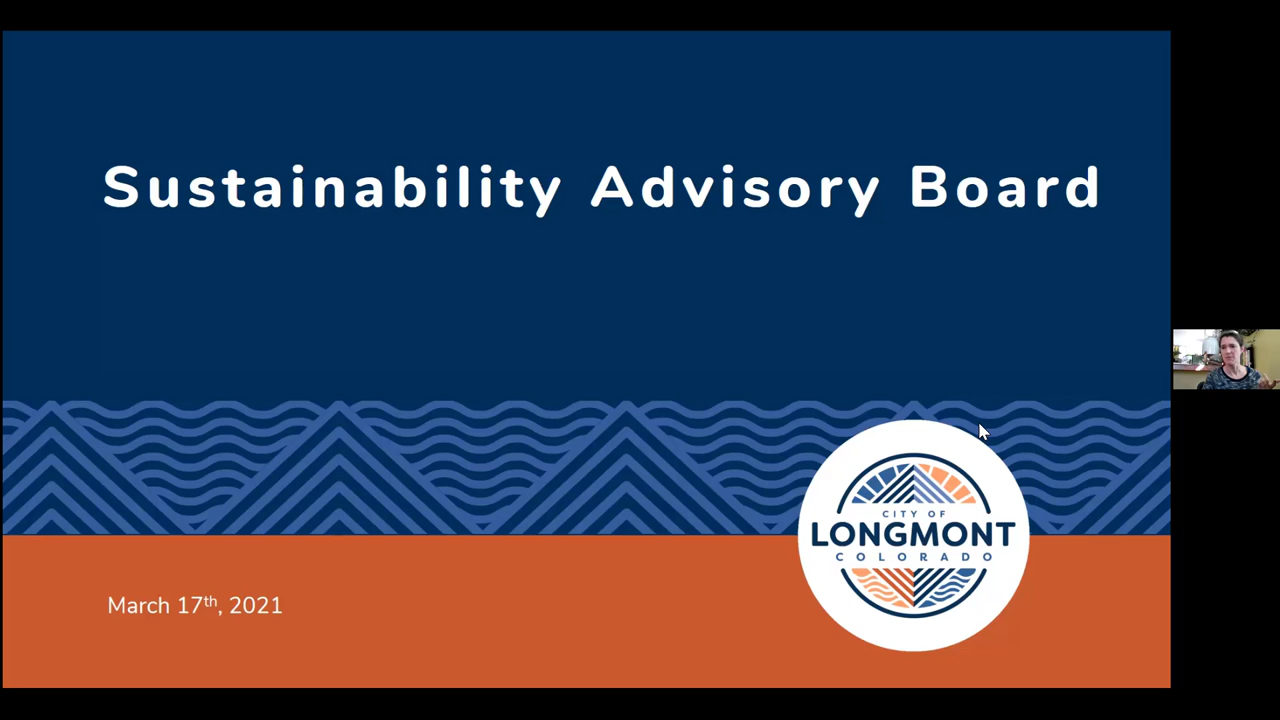 Sustainability Advisory Board
CITY OF
LONGMONT
COLORADO
March 17th, 2021